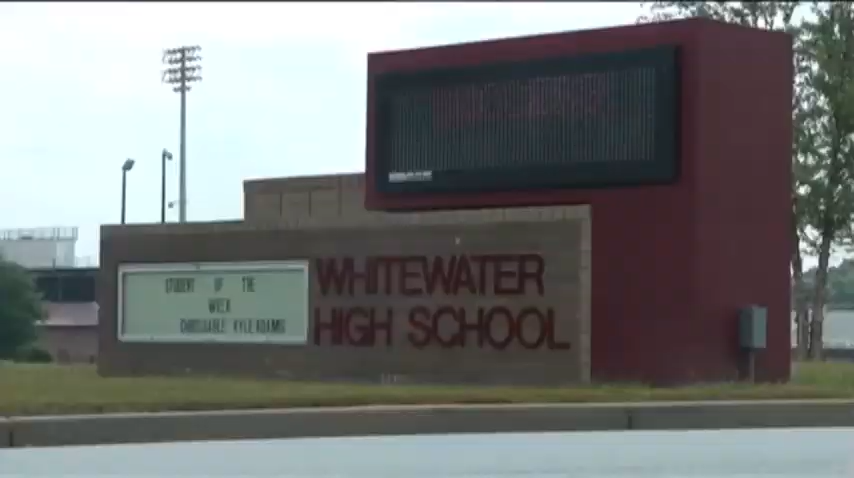 WHITEWATER
HIGH SCHOOL
STUDENT OF THE
WEEK
KYLE ADAMS